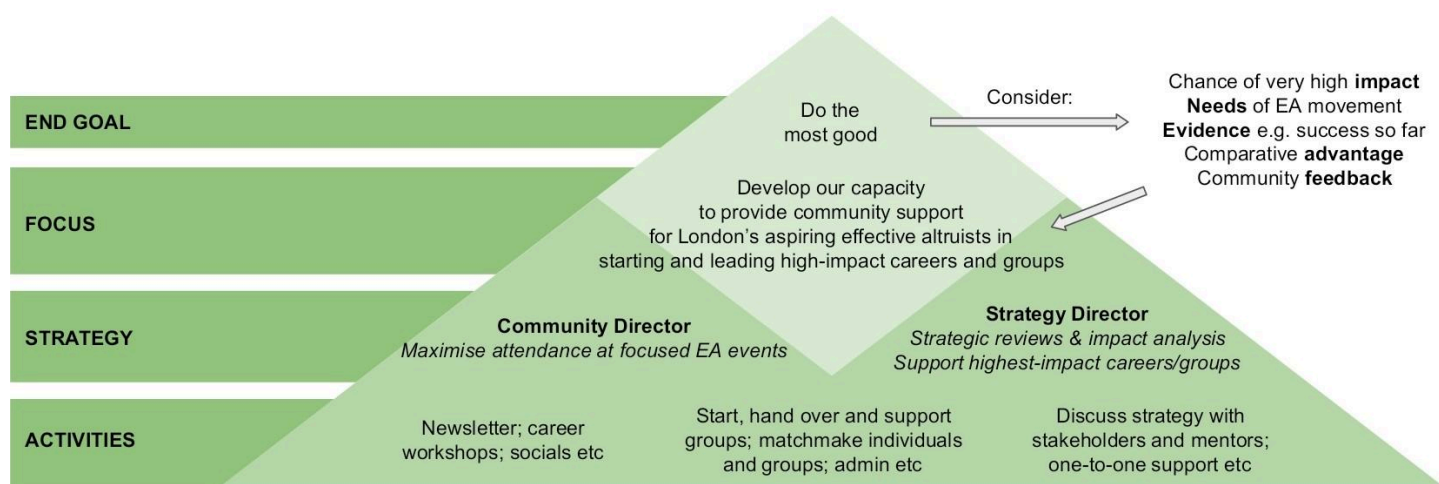 END GOAL
Do the
most good
Consider:
Chance of very high impact
Needs of EA movement
Evidence e.g. success so far
Comparative advantage
Community feedback
FOCUS
Develop our capacity
to provide community support
for London's aspiring effective altruists in
starting and leading high-impact careers and groups
STRATEGY
Community Director
Maximise attendance at focused EA events
Strategy Director
Strategic reviews & impact analysis
Support highest-impact careers/groups
ACTIVITIES
Newsletter; career
workshops; socials etc
Start, hand over and support
groups; matchmake individuals
and groups; admin etc
Discuss strategy with
stakeholders and mentors;
one-to-one support etc